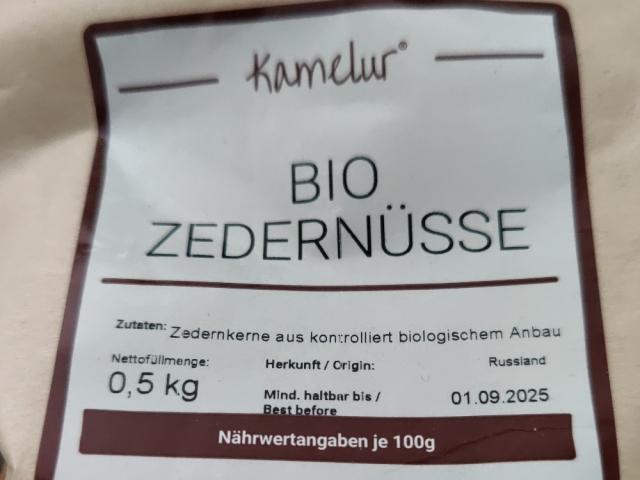 Kamelur®
BIO
ZEDERNÜSSE
Zutaten: Zedernkerne aus kontrolliert biologischem Anbau
Nettofüllmenge:
0,5 kg
Herkunft / Origin: Russland
Mind. haltbar bis / 01.09.2025
Best before
Nährwertangaben je 100g